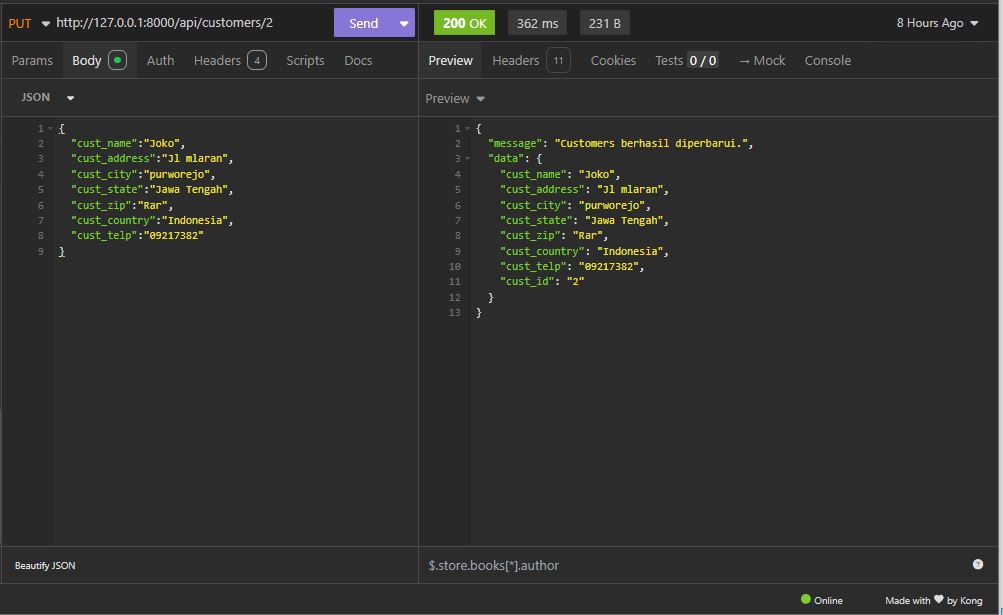 PUT http://127.0.0.1:8000/api/customers/2 Send 200 OK 362 ms 231 B 8 Hours Ago
Params Body Auth Headers 4 Scripts Docs Preview Headers 11 Cookies Tests 0 / 0 → Mock Console
JSON
Preview
1 {
2 "cust_name":"Joko",
3 "cust_address":"Jl mlaran",
4 "cust_city":"purworejo",
5 "cust_state":"Jawa Tengah",
6 "cust_zip":"Rar",
7 "cust_country":"Indonesia",
8 "cust_telp":"09217382"
9 }
1 {
2 "message": "Customers berhasil diperbarui.",
3 "data": {
4 "cust_name": "Joko",
5 "cust_address": "Jl mlaran",
6 "cust_city": "purworejo",
7 "cust_state": "Jawa Tengah",
8 "cust_zip": "Rar",
9 "cust_country": "Indonesia",
10 "cust_telp": "09217382",
11 "cust_id": "2"
12 }
13 }
Beautify JSON
$.store.books[*].author ?
Online Made with ♥ by Kong